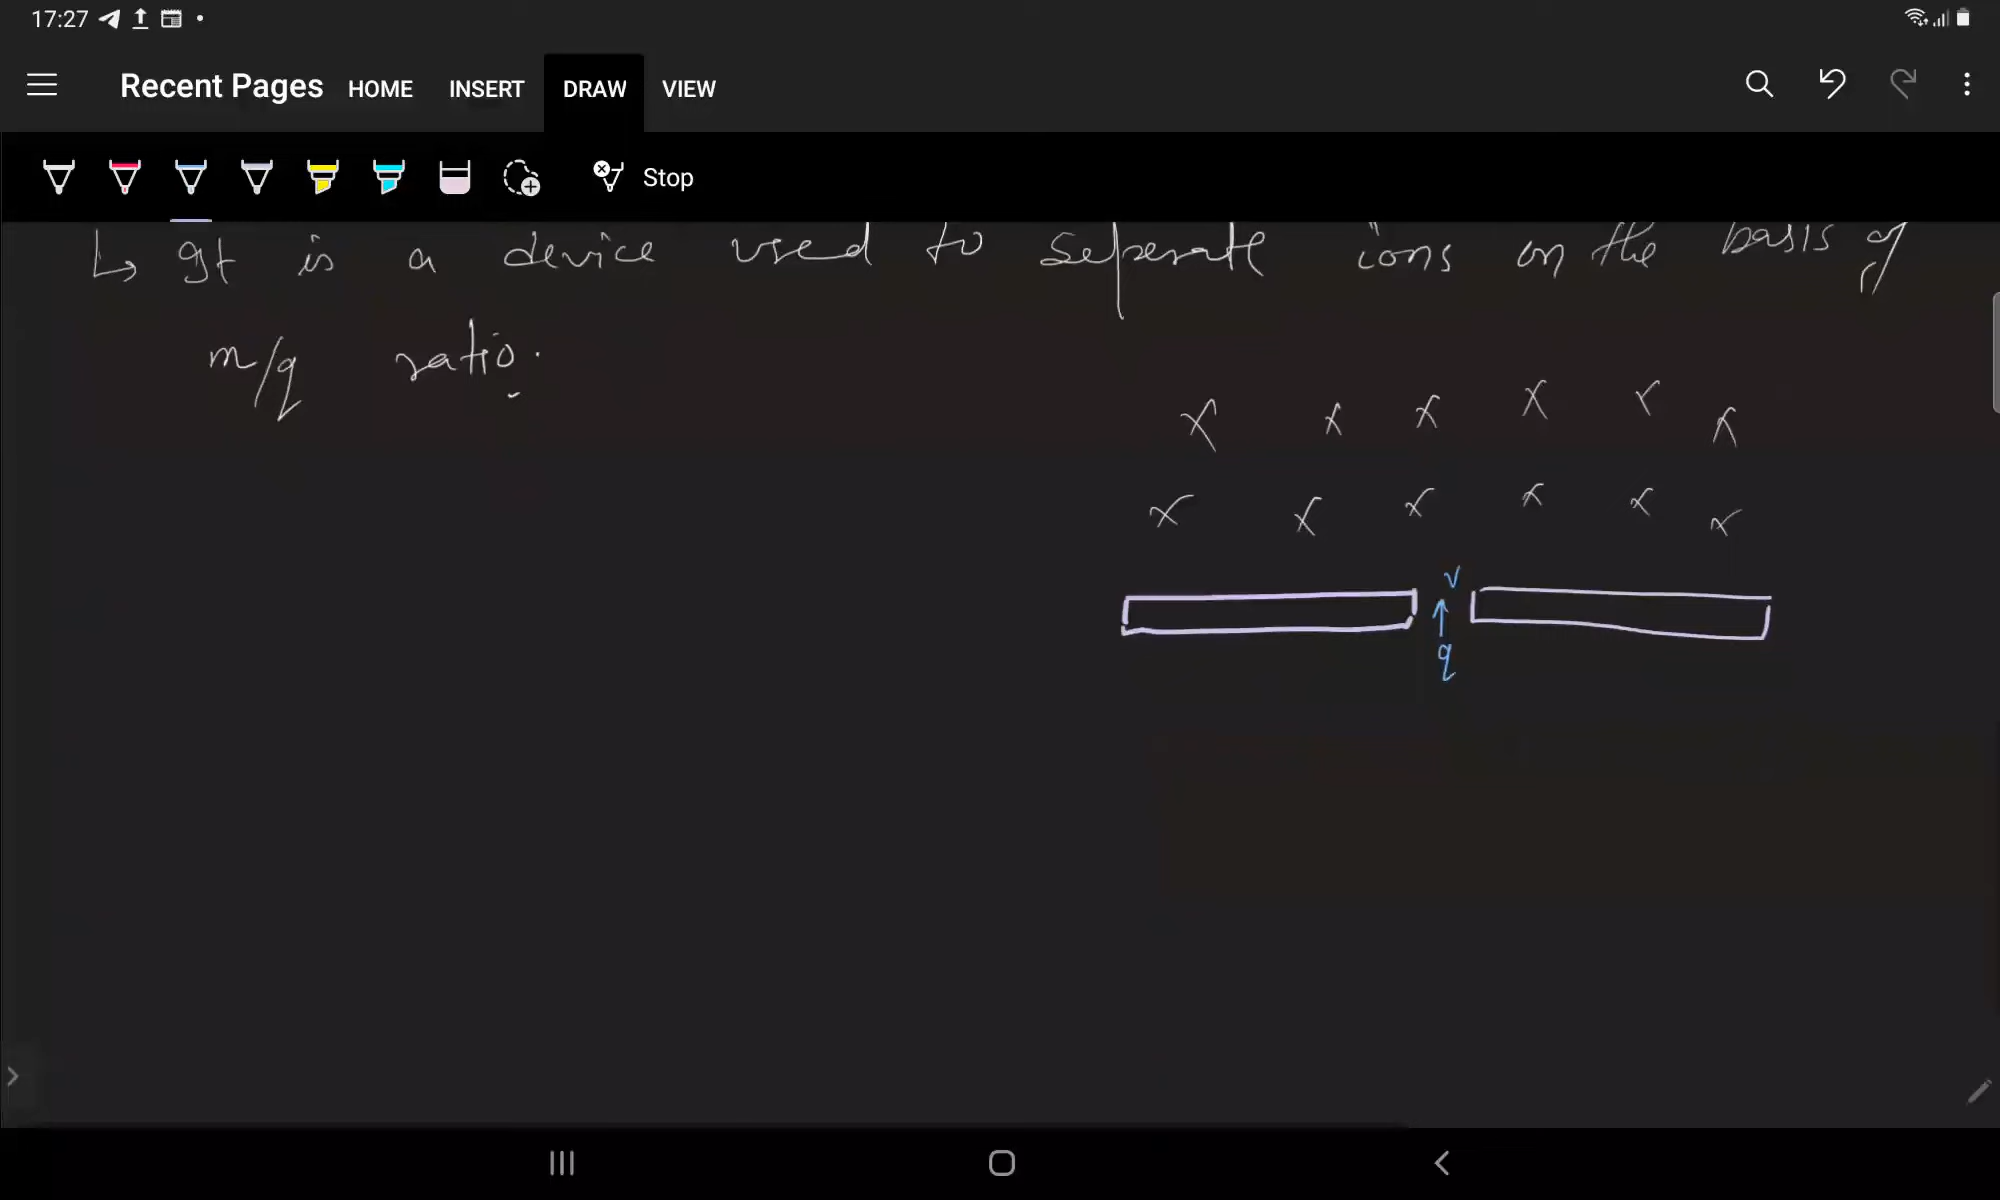 17:27
Recent Pages HOME INSERT DRAW VIEW
Stop
↳ It is a device used to seperate ions on the basis of
m/q ratio.
x x x x x x
x x x x x x
v
q